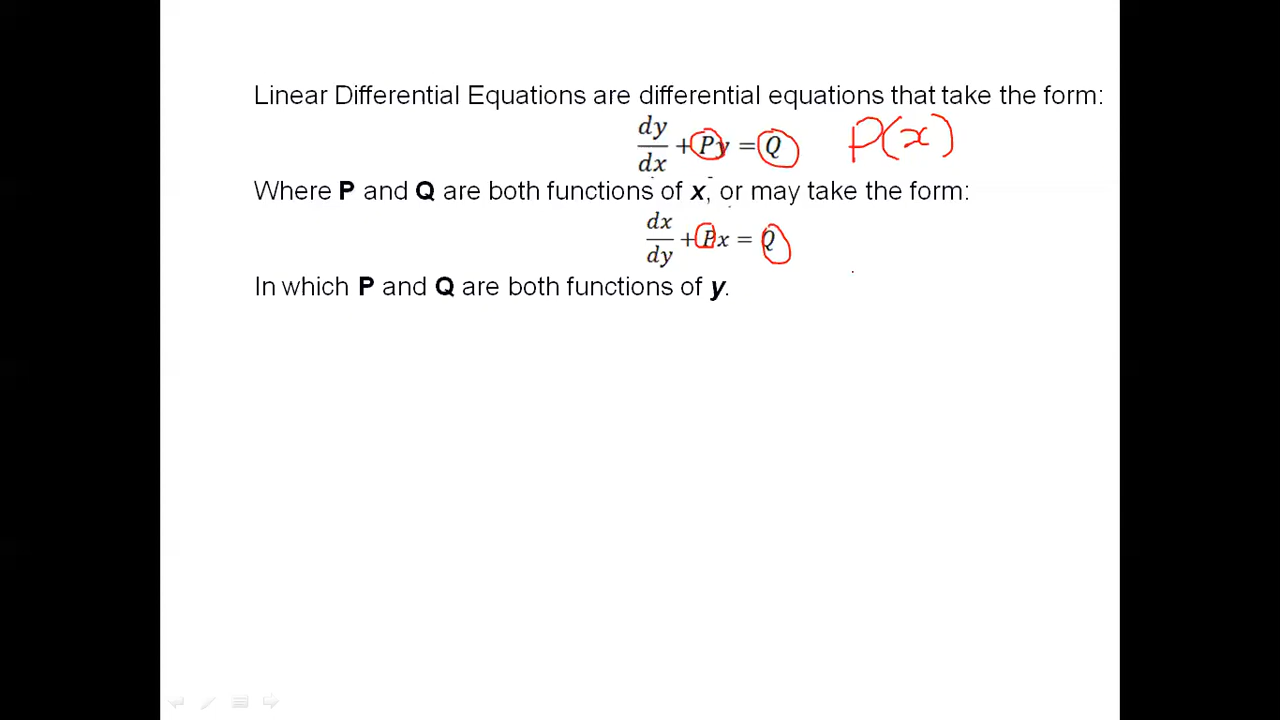 Linear Differential Equations are differential equations that take the form:
dy/dx + Py = Q P(x)
Where P and Q are both functions of x, or may take the form:
dx/dy + Px = Q
In which P and Q are both functions of y.